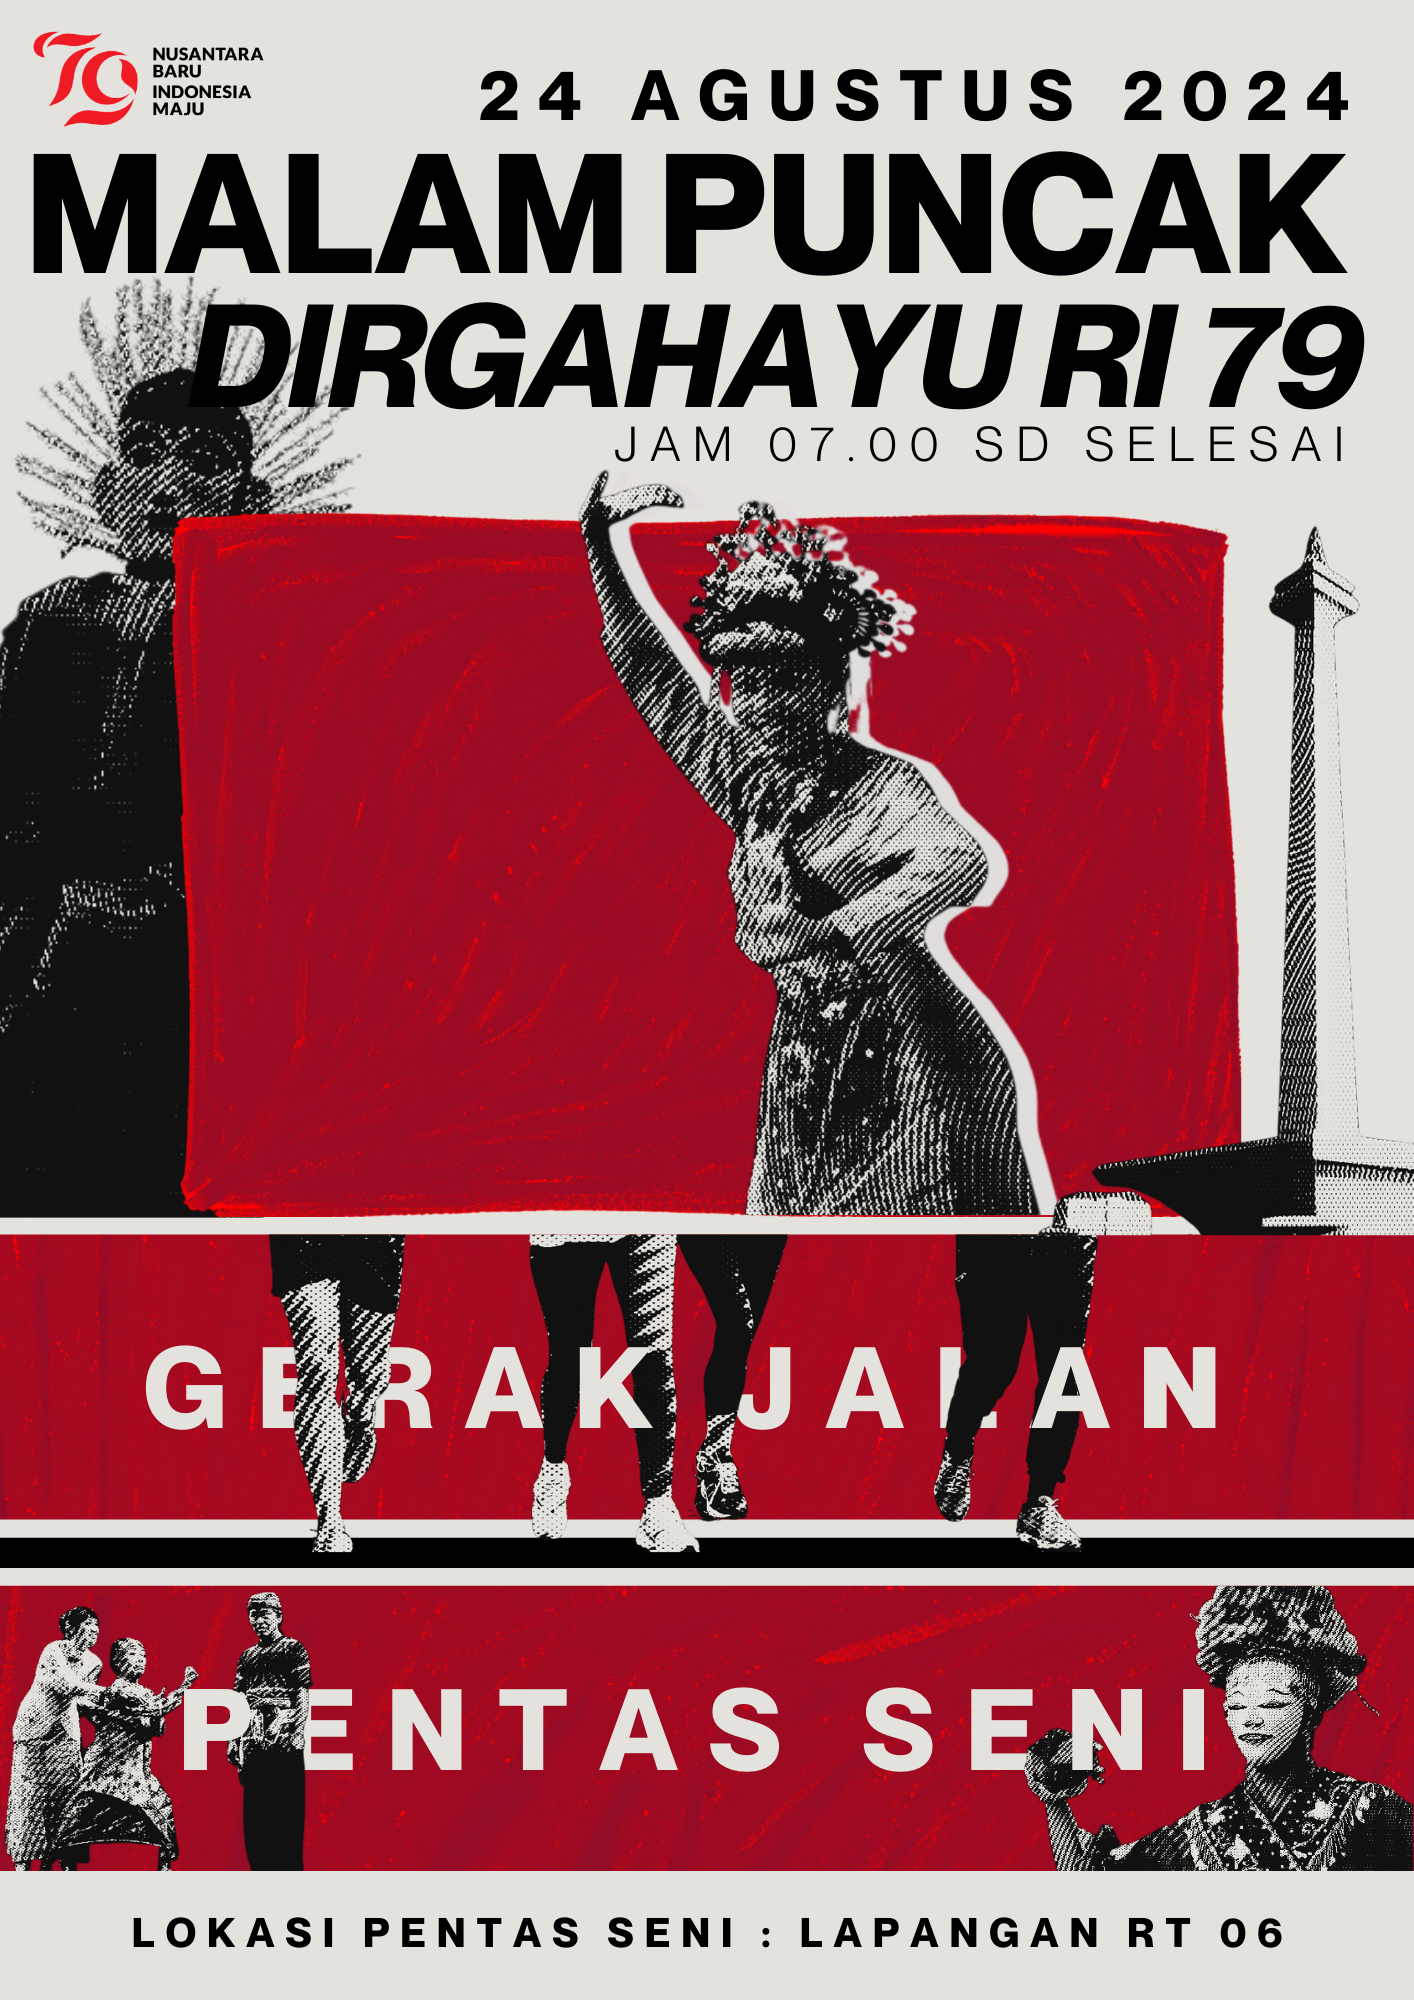 NUSANTARA
BARU
INDONESIA
MAJU
24 AGUSTUS 2024
MALAM PUNCAK
DIRGAHAYU RI 79
JAM 07.00 SD SELESAI
GERAK JALAN
PENTAS SENI
LOKASI PENTAS SENI : LAPANGAN RT 06